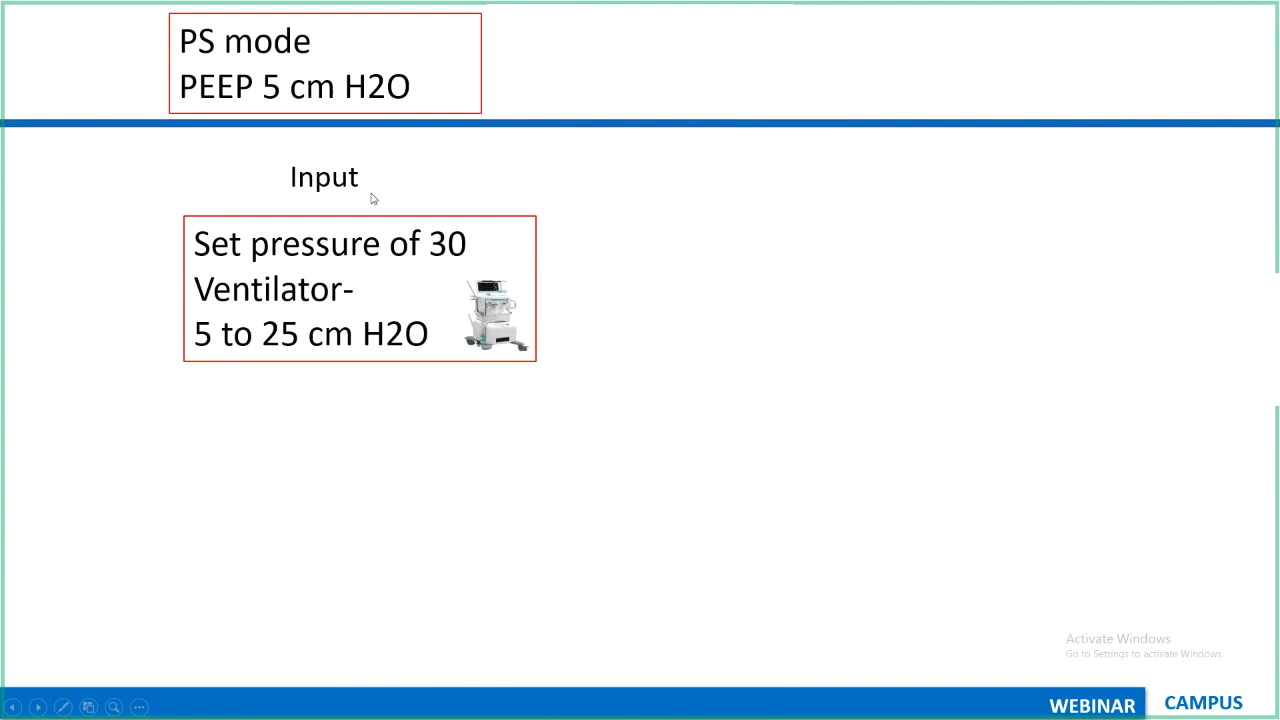 PS mode
PEEP 5 cm H2O
Input
Set pressure of 30
Ventilator-
5 to 25 cm H2O
Activate Windows
Go to Settings to activate Windows.
WEBINAR CAMPUS